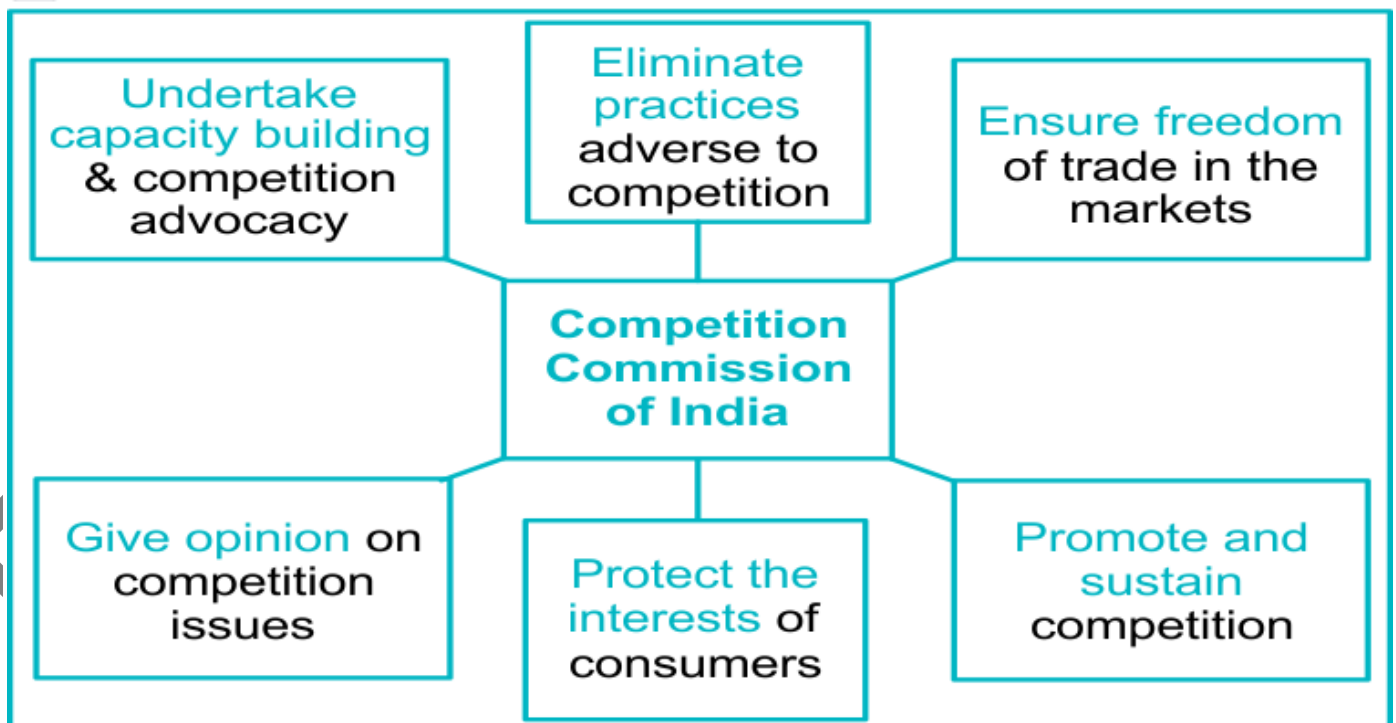 Undertake
capacity building
& competition
advocacy
Eliminate
practices
adverse to
competition
Ensure freedom
of trade in the
markets
Competition
Commission
of India
Give opinion on
competition
issues
Protect the
interests of
consumers
Promote and
sustain
competition